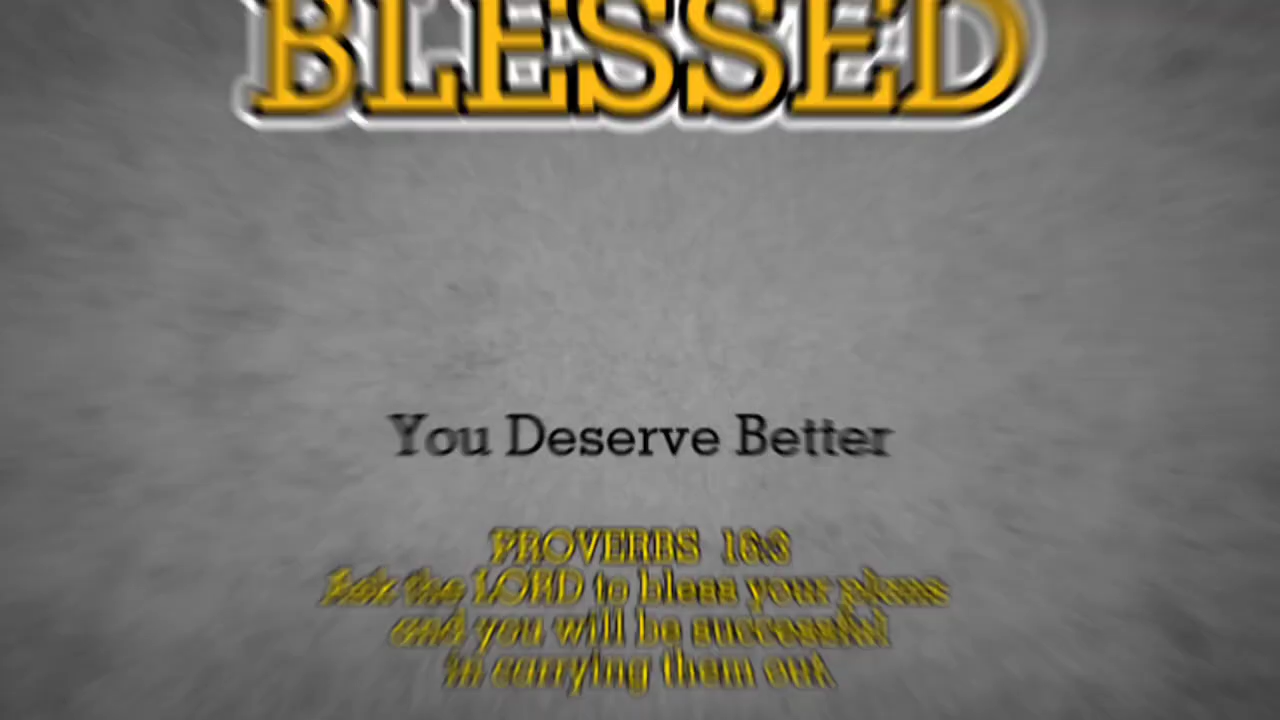 BLESSED
You Deserve Better
PROVERBS 16:3
Ask the LORD to bless your plans
and you will be successful
in carrying them out